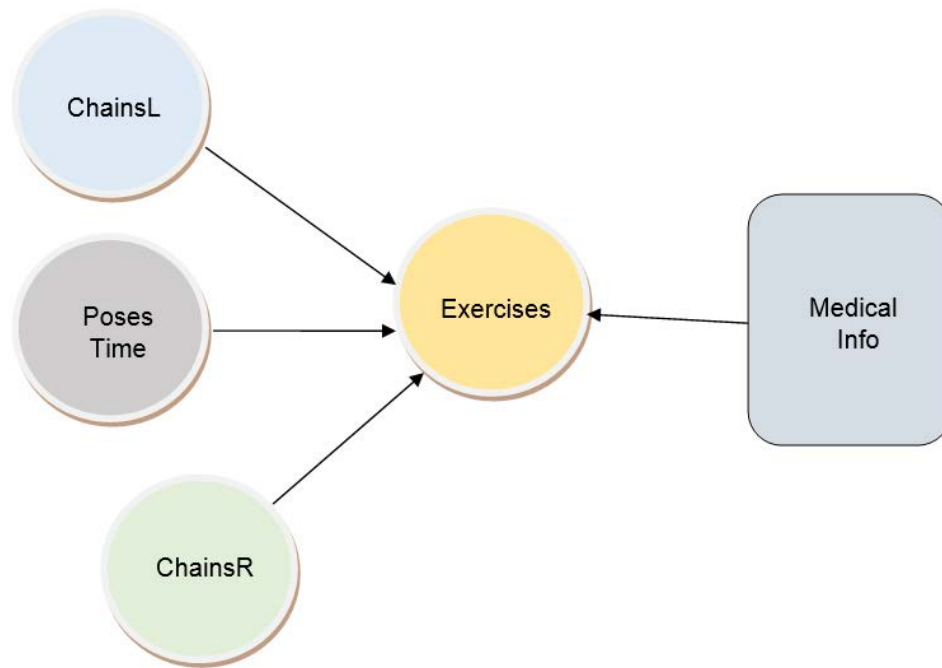 ChainsL
Poses
Time
Exercises
Medical
Info
ChainsR